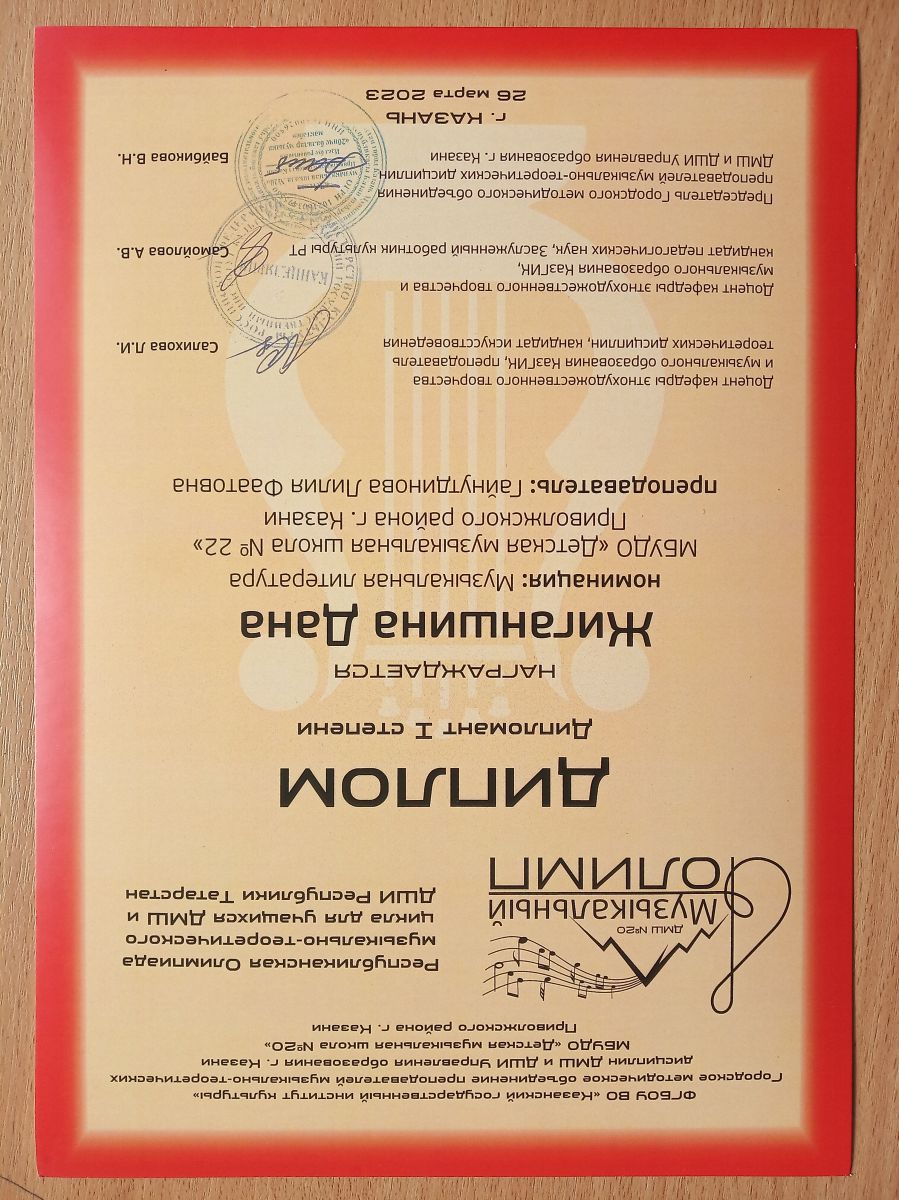 ФГБОУ ВО «Казанский государственный институт культуры»
Городское методическое объединение преподавателей музыкально-теоретических
дисциплин ДМШ и ДШИ Управления образования г. Казани
МБУДО «Детская музыкальная школа №20»
Приволжского района г. Казани
ДМШ №20
Музыкальный
ОЛИМП
Республиканская Олимпиада
музыкально-теоретического
цикла для учащихся ДМШ и
ДШИ Республики Татарстан
ДИПЛОМ
Дипломант I степени
НАГРАЖДАЕТСЯ
Жиганшина Дана
номинация: Музыкальная литература
МБУДО «Детская музыкальная школа № 22»
Приволжского района г. Казани
преподаватель: Гайнутдинова Лилия Фаатовна
Доцент кафедры этнохудожественного творчества
и музыкального образования КазГИК, преподаватель
теоретических дисциплин, кандидат искусствоведения
Салихова Л.И.
Доцент кафедры этнохудожественного творчества и
музыкального образования КазГИК,
кандидат педагогических наук, Заслуженный работник культуры РТ
Самойлова А.В.
КАНЦЕЛЯРИЯ
Председатель Городского методического объединения
преподавателей музыкально-теоретических дисциплин
ДМШ и ДШИ Управления образования г. Казани
Байбикова В.Н.
г. КАЗАНЬ
26 марта 2023